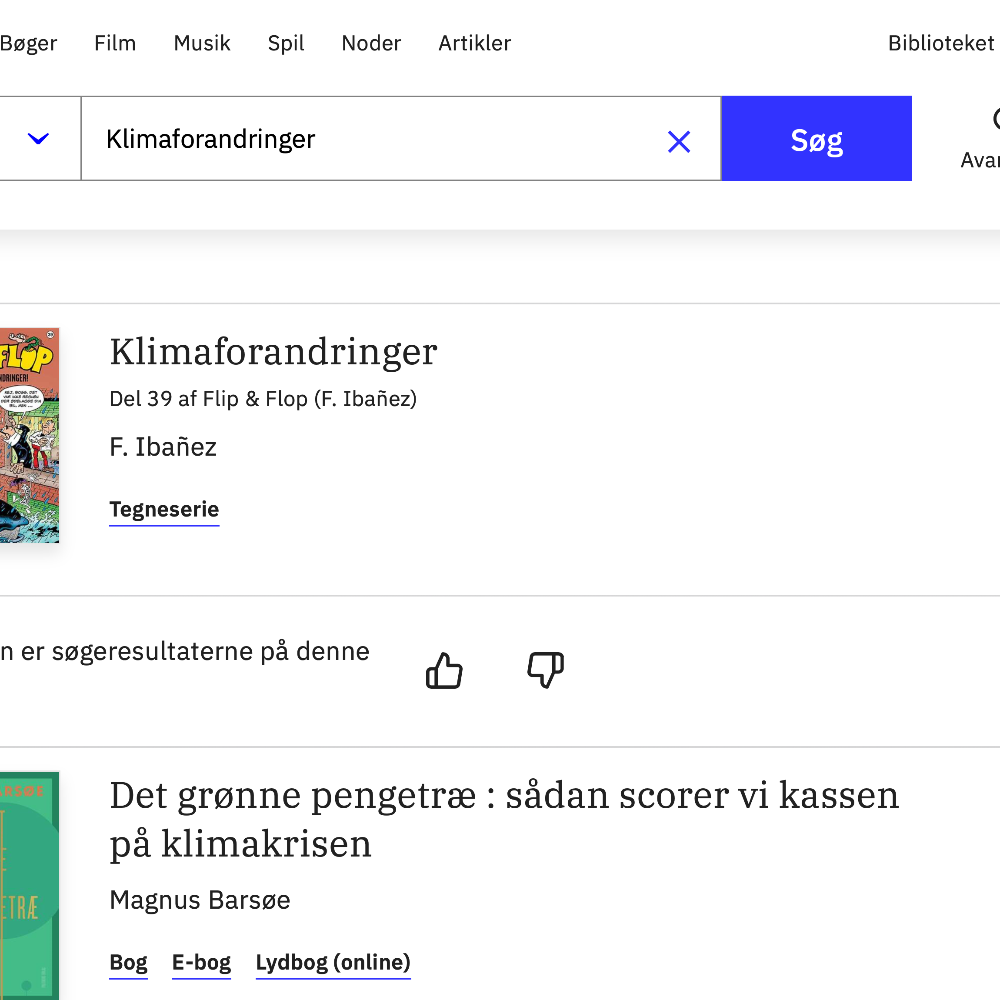 Bøger Film Musik Spil Noder Artikler Biblioteket
Klimaforandringer Søg
Klimaforandringer
39
FLOP
NDRINGER!
NEJ, BOSS, DET
VAR IKKE REGNEN
DER ØDELAGDE DIN
BIL, MEN ...
Del 39 af Flip & Flop (F. Ibañez)
F. Ibañez
Tegneserie
n er søgeresultaterne på denne
Det grønne pengetræ : sådan scorer vi kassen
på klimakrisen
ARSØE
ETRÆ
Magnus Barsøe
Bog E-bog Lydbog (online)